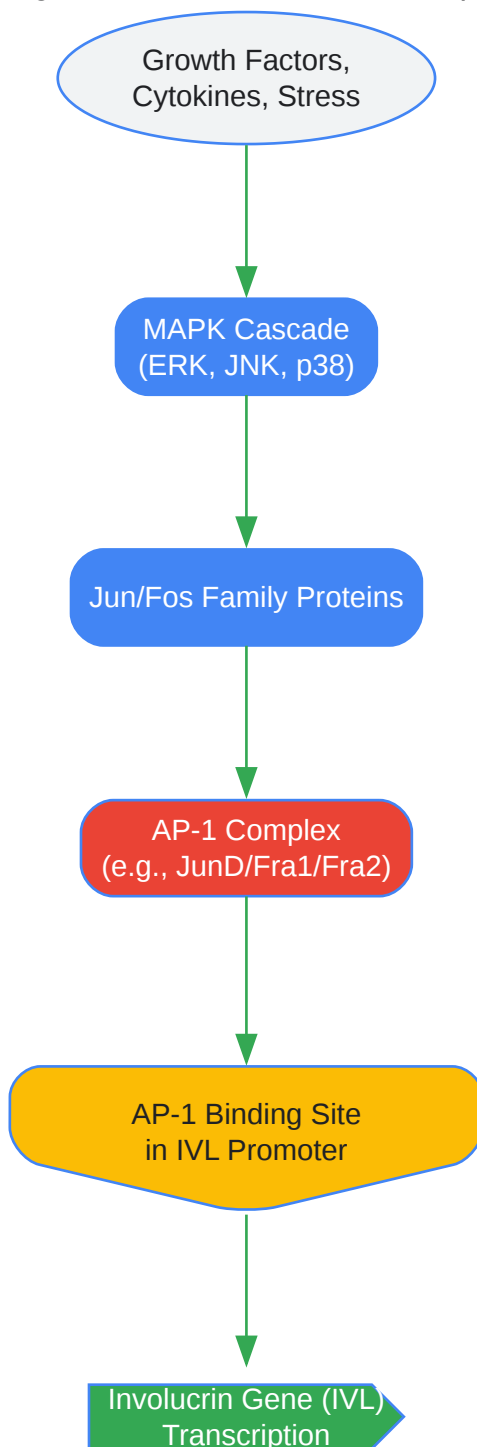 Growth Factors,
Cytokines, Stress
MAPK Cascade
(ERK, JNK, p38)
Jun/Fos Family Proteins
AP-1 Complex
(e.g., JunD/Fra1/Fra2)
AP-1 Binding Site
in IVL Promoter
Involucrin Gene (IVL)
Transcription